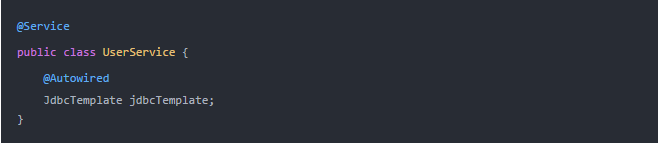 @Service
public class UserService {
    @Autowired
    JdbcTemplate jdbcTemplate;
}